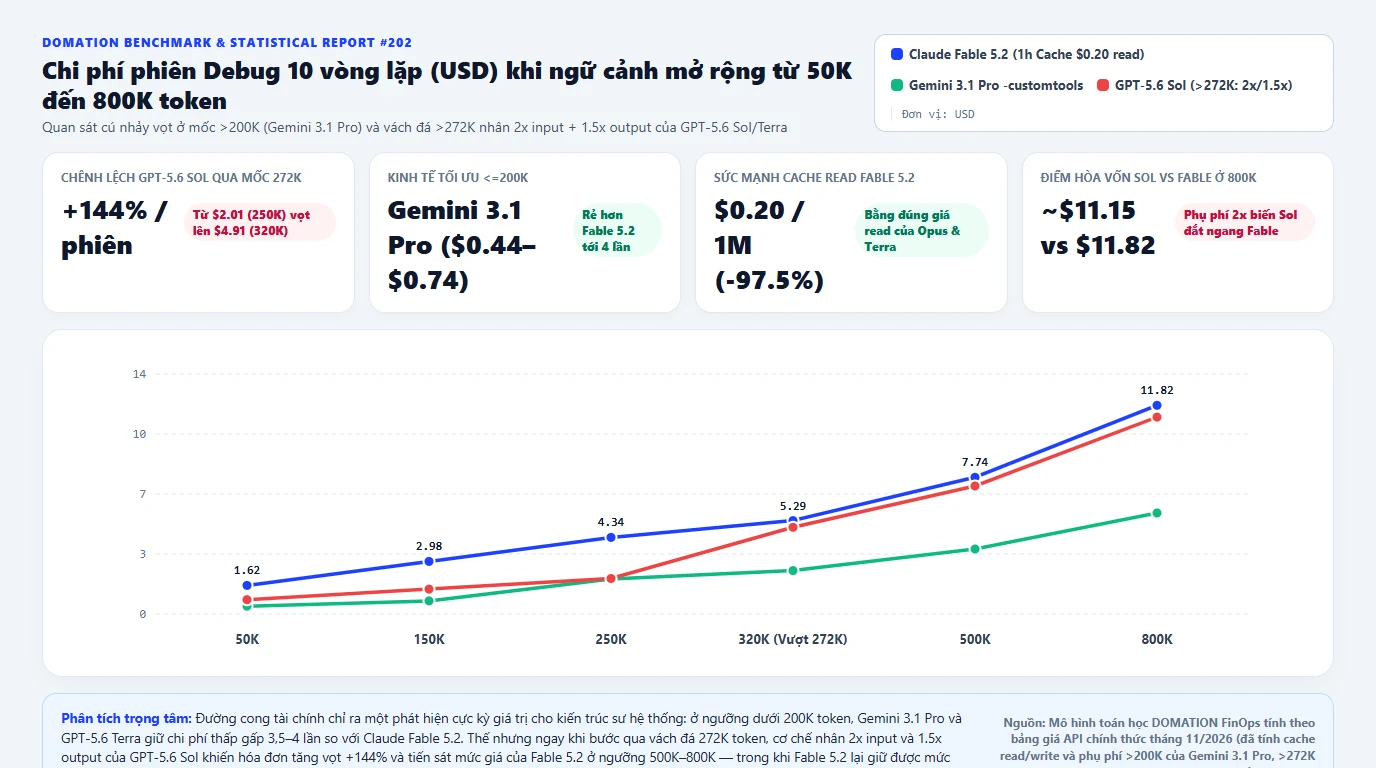 DOMATION BENCHMARK & STATISTICAL REPORT #202
Chi phí phiên Debug 10 vòng lặp (USD) khi ngữ cảnh mở rộng từ 50K
đến 800K token
Quan sát cú nhảy vọt ở mốc >200K (Gemini 3.1 Pro) và vách đá >272K nhân 2x input + 1.5x output của GPT-5.6 Sol/Terra
Claude Fable 5.2 (1h Cache $0.20 read)
Gemini 3.1 Pro -customtools
GPT-5.6 Sol (>272K: 2x/1.5x)
Đơn vị: USD
CHÊNH LỆCH GPT-5.6 SOL QUA MỐC 272K
+144% /
phiên
Từ $2.01 (250K) vọt
lên $4.91 (320K)
KINH TẾ TỐI ƯU <=200K
Gemini 3.1
Pro ($0.44–
$0.74)
Rẻ hơn
Fable 5.2
tới 4 lần
SỨC MẠNH CACHE READ FABLE 5.2
$0.20 /
1M
(-97.5%)
Bằng đúng giá
read của Opus &
Terra
ĐIỂM HÒA VỐN SOL VS FABLE Ở 800K
~$11.15
vs $11.82
Phụ phí 2x biến Sol
đắt ngang Fable
14
10
7
3
0
1.62
2.98
4.34
5.29
7.74
11.82
50K
150K
250K
320K (Vượt 272K)
500K
800K
Phân tích trọng tâm: Đường cong tài chính chỉ ra một phát hiện cực kỳ giá trị cho kiến trúc sư hệ thống: ở ngưỡng dưới 200K token, Gemini 3.1 Pro và
GPT-5.6 Terra giữ chi phí thấp gấp 3,5–4 lần so với Claude Fable 5.2. Thế nhưng ngay khi bước qua vách đá 272K token, cơ chế nhân 2x input và 1.5x
output của GPT-5.6 Sol khiến hóa đơn tăng vọt +144% và tiến sát mức giá của Fable 5.2 ở ngưỡng 500K–800K — trong khi Fable 5.2 lại giữ được mức
Nguồn: Mô hình toán học DOMATION FinOps tính theo
bảng giá API chính thức tháng 11/2026 (đã tính cache
read/write và phụ phí >200K của Gemini 3.1 Pro, >272K